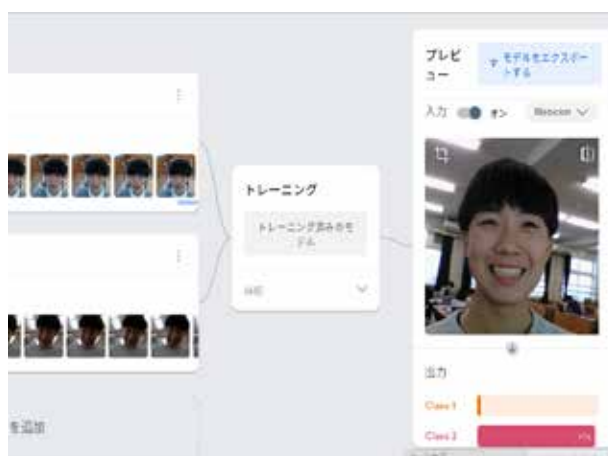 プレビ
ュー
モデルをエクスポー
トする
入力
オン
Webcam
トレーニング
トレーニング済みのモ
デル
出力
Class 1
Class 2
を追加